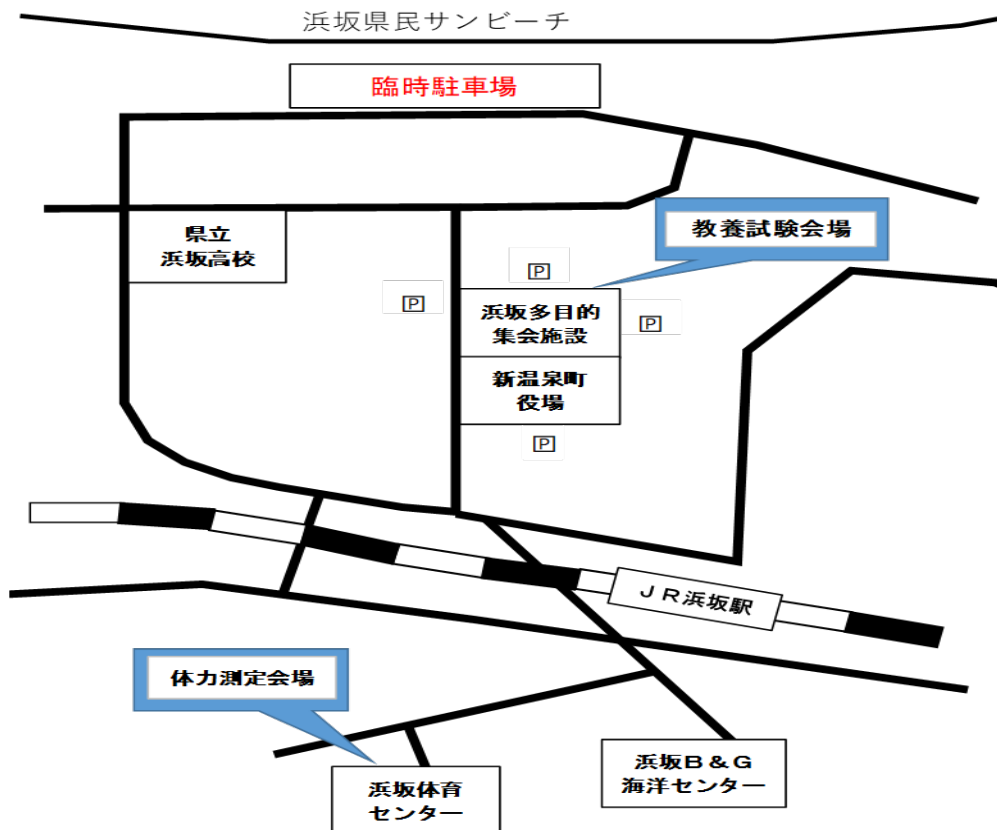 浜坂県民サンビーチ
臨時駐車場
教養試験会場
県立
浜坂高校
P
P
浜坂多目的
集会施設
P
新温泉町
役場
P
ＪＲ浜坂駅
体力測定会場
浜坂Ｂ＆Ｇ
海洋センター
浜坂体育
センター